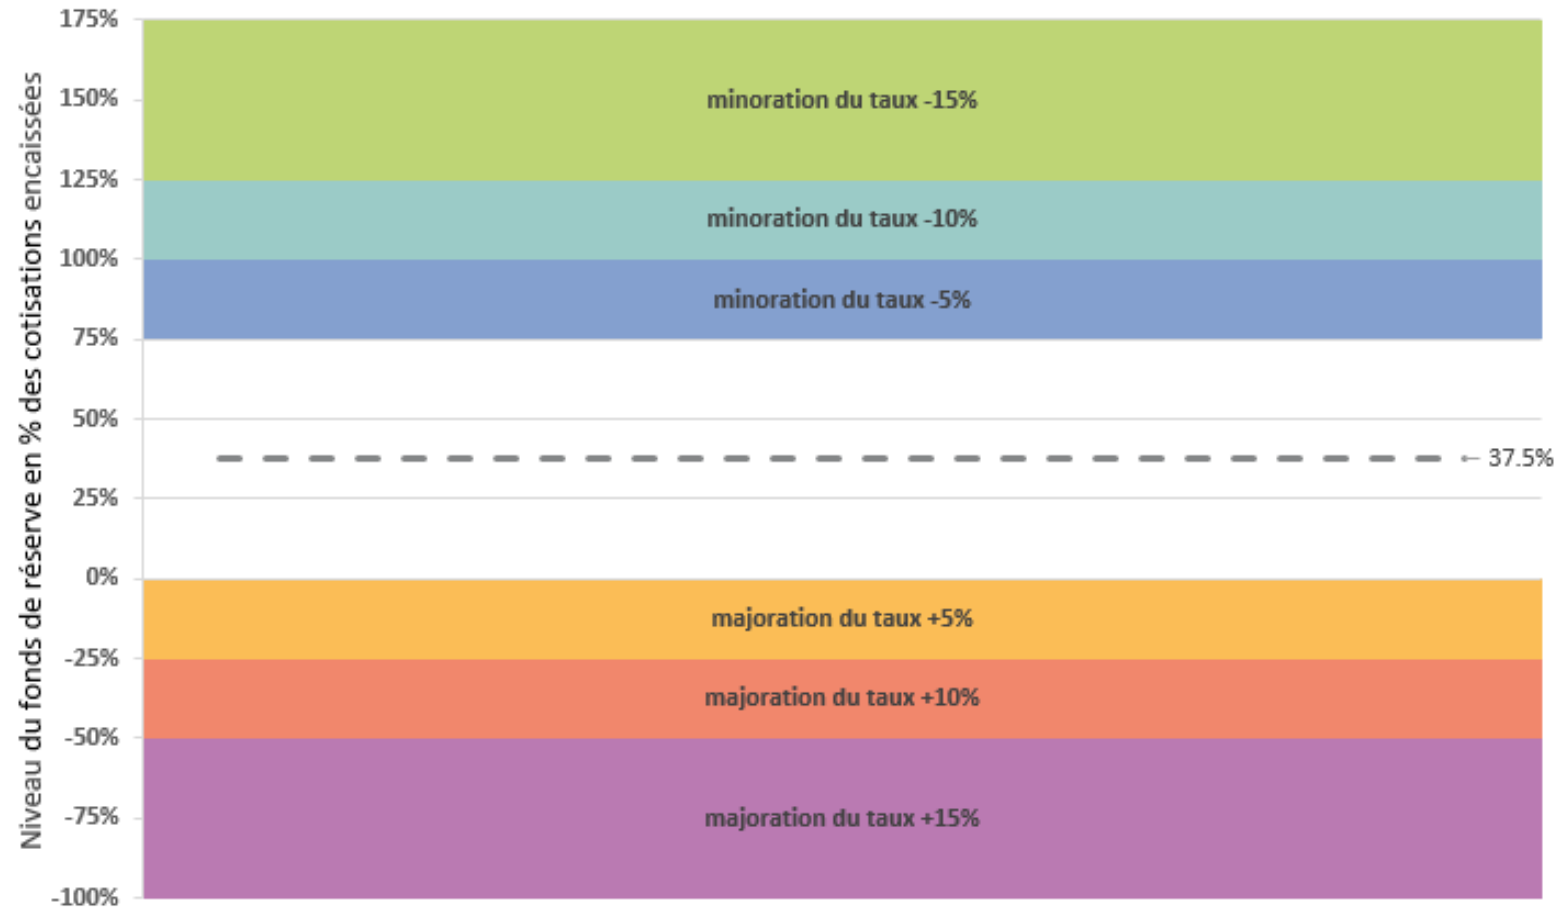 Niveau du fonds de réserve en % des cotisations encaissées
175%
minoration du taux -15%
150%
125%
minoration du taux -10%
100%
minoration du taux -5%
75%
50%
← 37.5%
25%
0%
majoration du taux +5%
-25%
majoration du taux +10%
-50%
-75%
majoration du taux +15%
-100%